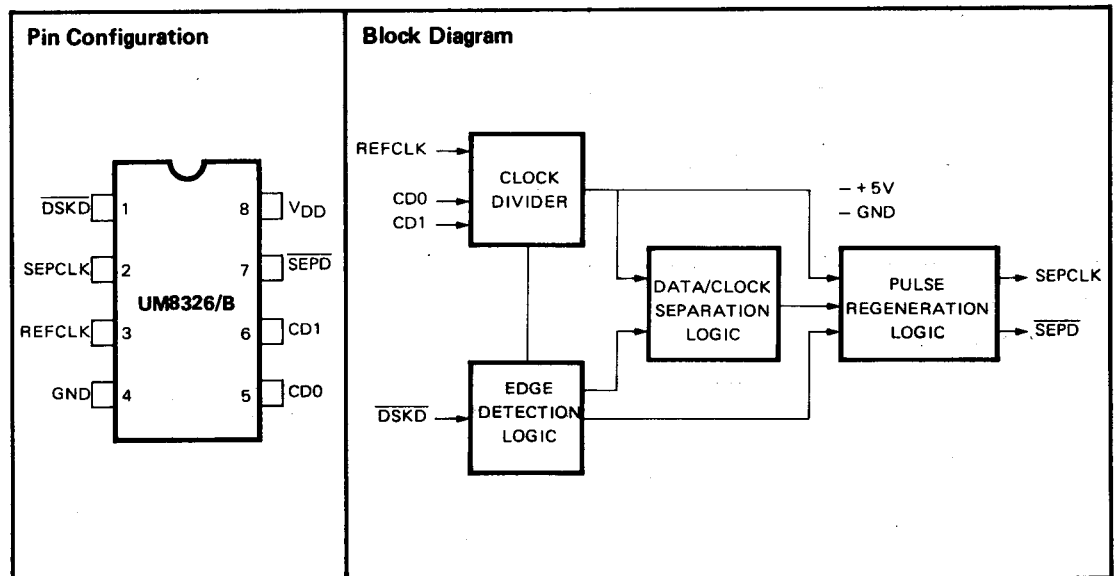 Pin Configuration
DSKD 1
8 VDD
SEPCLK 2
7 SEPD
UM8326/B
REFCLK 3
6 CD1
GND 4
5 CD0
Block Diagram
REFCLK
CD0
CD1
CLOCK
DIVIDER
– +5V
– GND
DATA/CLOCK
SEPARATION
LOGIC
PULSE
REGENERATION
LOGIC
SEPCLK
SEPD
DSKD
EDGE
DETECTION
LOGIC